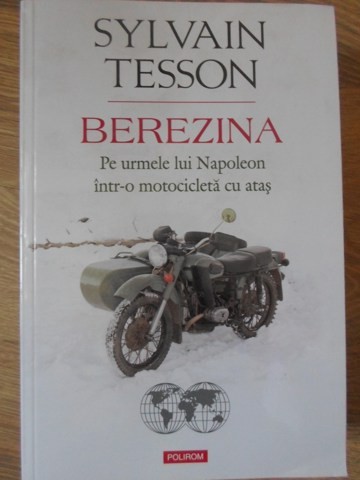 SYLVAIN
TESSON
BEREZINA
Pe urmele lui Napoleon
într-o motocicletă cu ataș
POLIROM